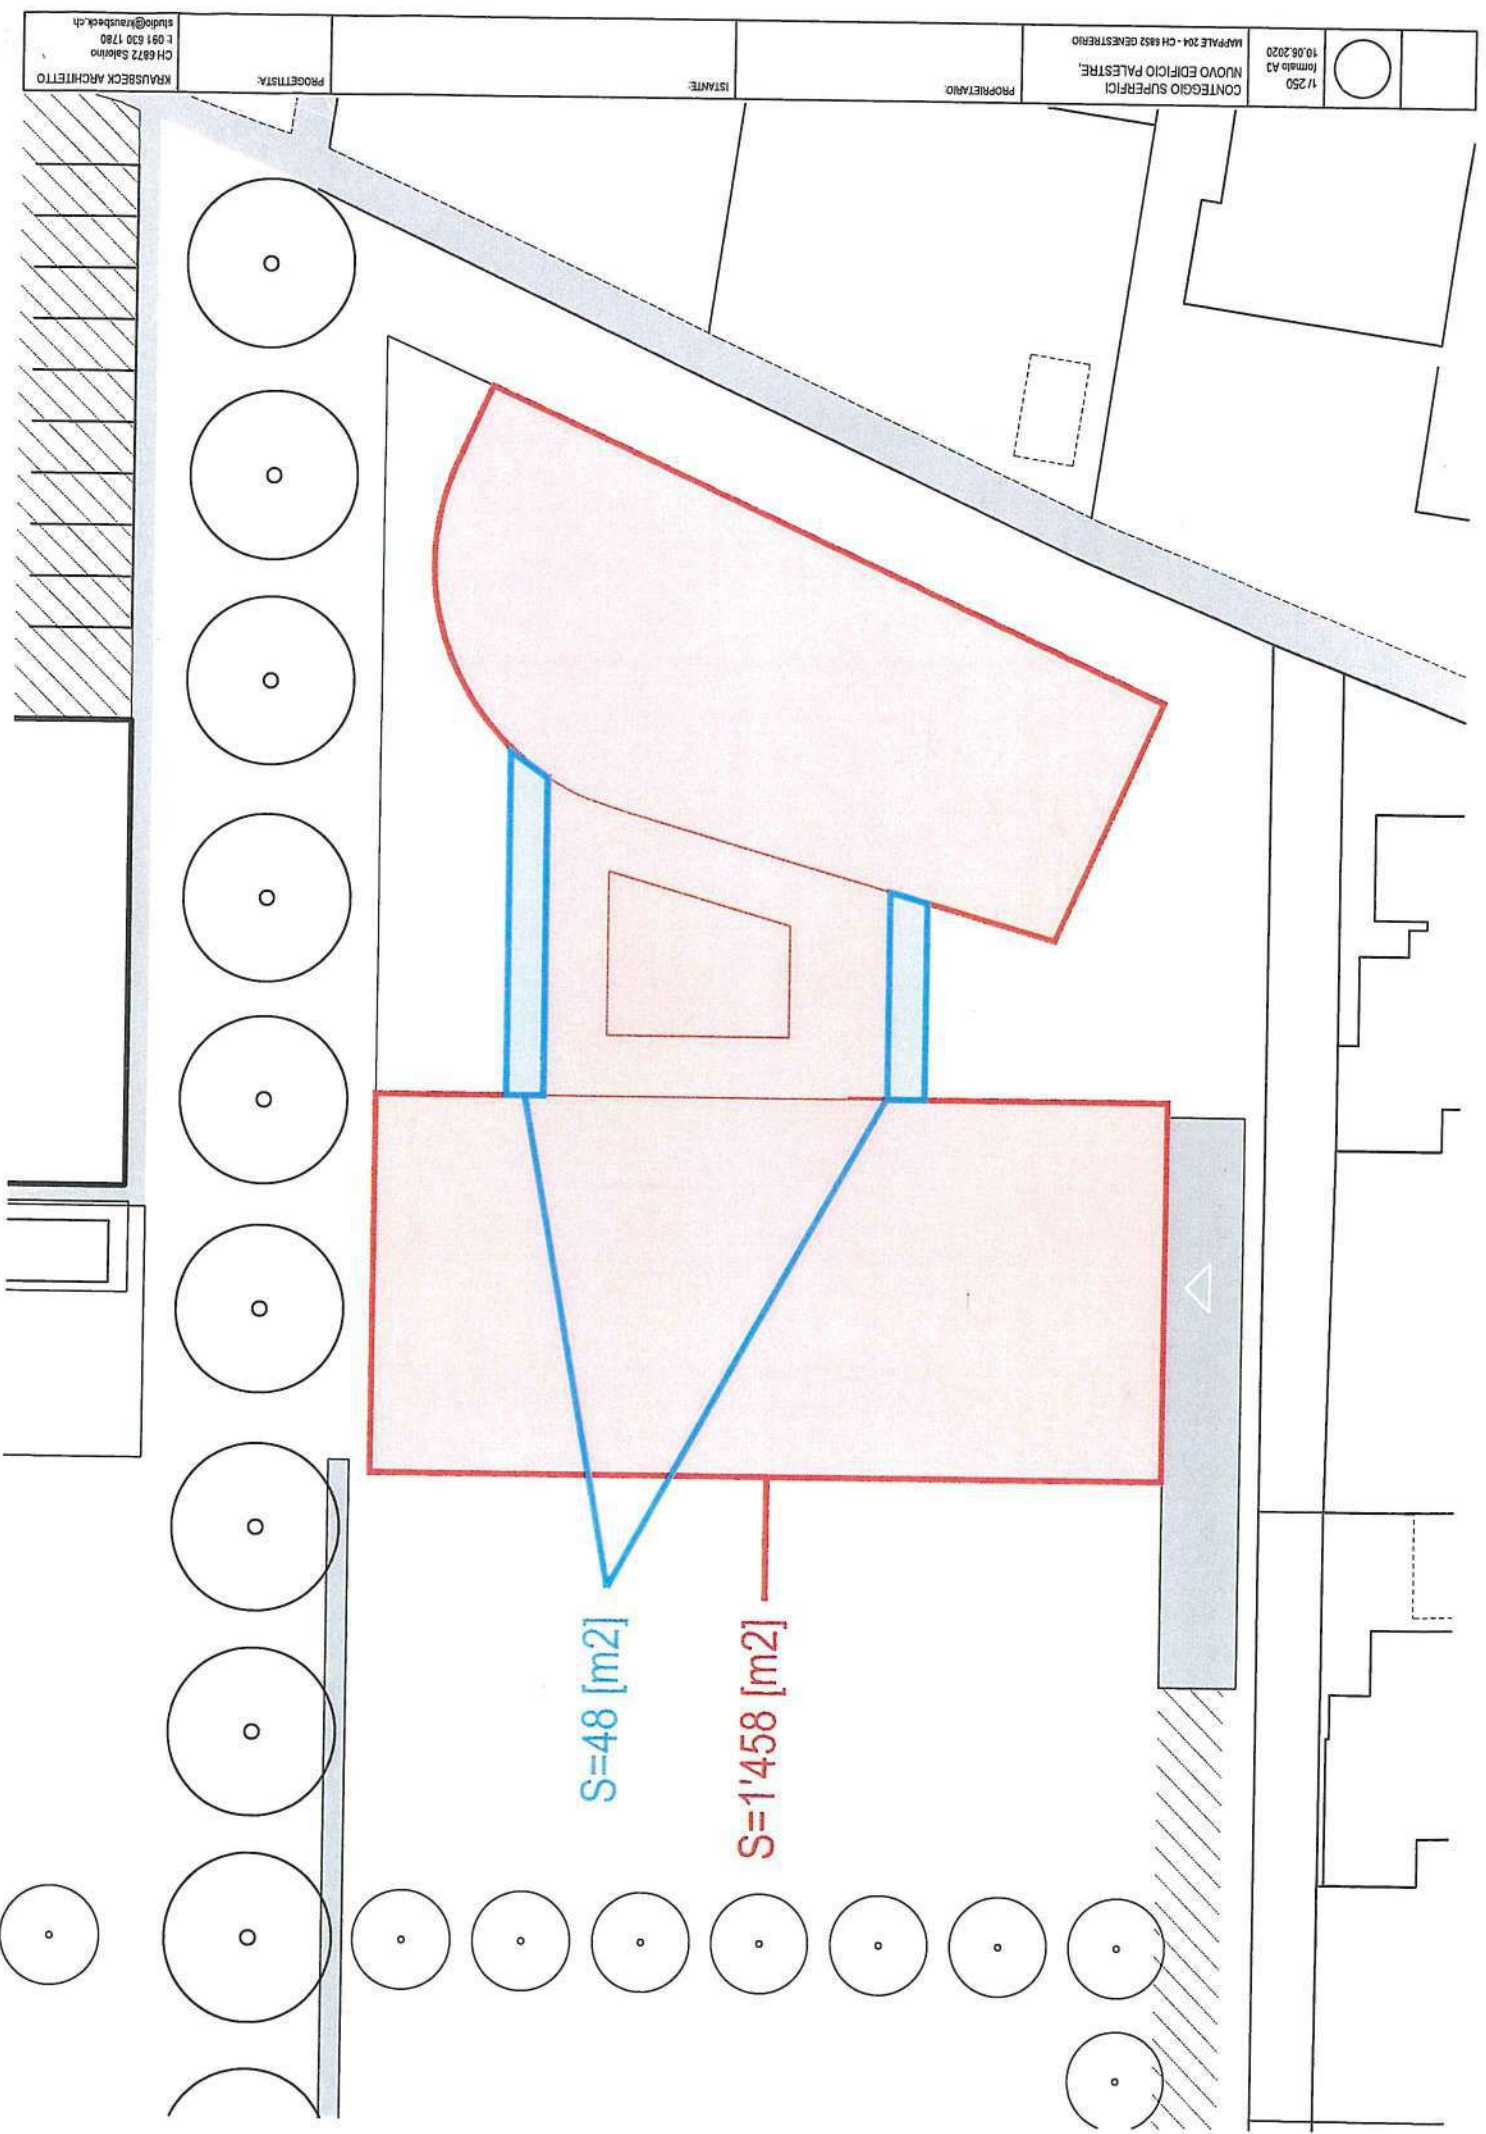 KRAUSBECK ARCHITETTO
CH 6872 Salorino
t: 091 630 1780
studio@krausbeck.ch
PROGETTISTA:
ISTANTE:
PROPRIETARIO:
CONTEGGIO SUPERFICI
NUOVO EDIFICIO PALESTRE,
MAPPALE 204 - CH 6852 GENESTRERIO
1/ 250
formato A3
10.06.2020
S=48 [m2]
S=1'458 [m2]